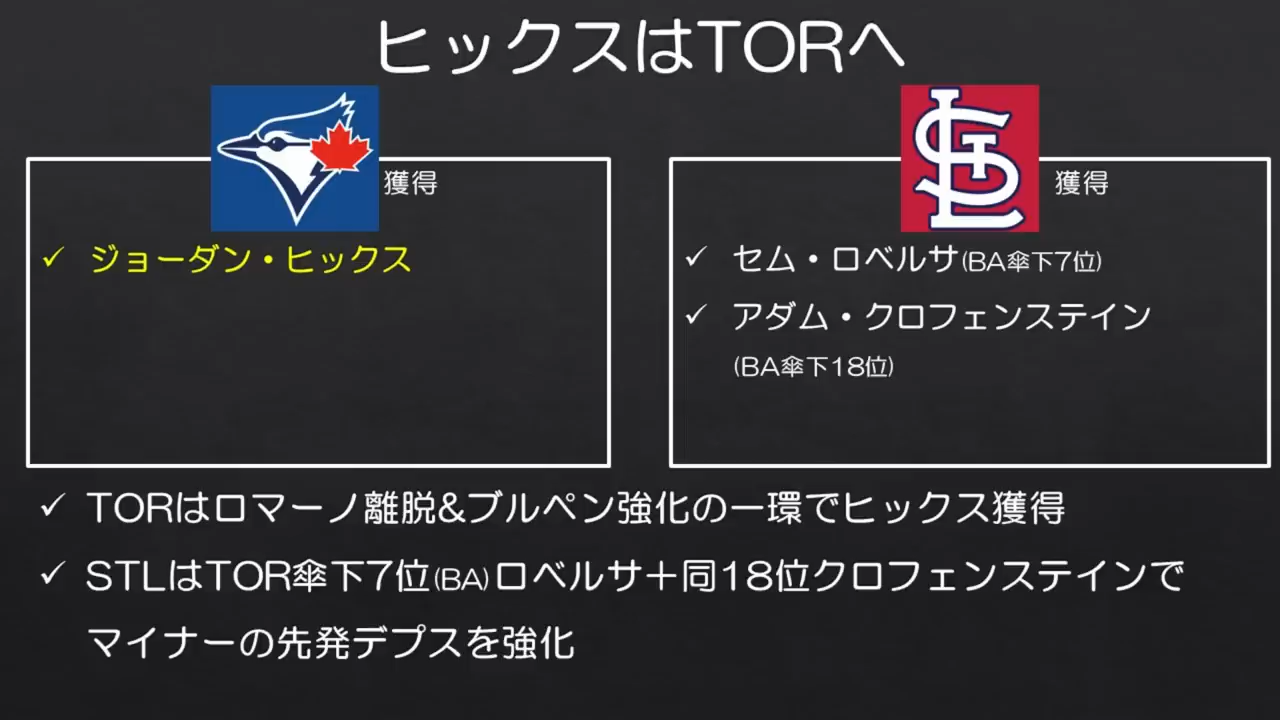 ヒックスはTORへ
獲得
✓ ジョーダン・ヒックス
STL
獲得
✓ セム・ロベルサ(BA傘下7位)
✓ アダム・クロフェンステイン
(BA傘下18位)
✓ TORはロマーノ離脱&ブルペン強化の一環でヒックス獲得
✓ STLはTOR傘下7位(BA)ロベルサ+同18位クロフェンステインで
マイナーの先発デプスを強化